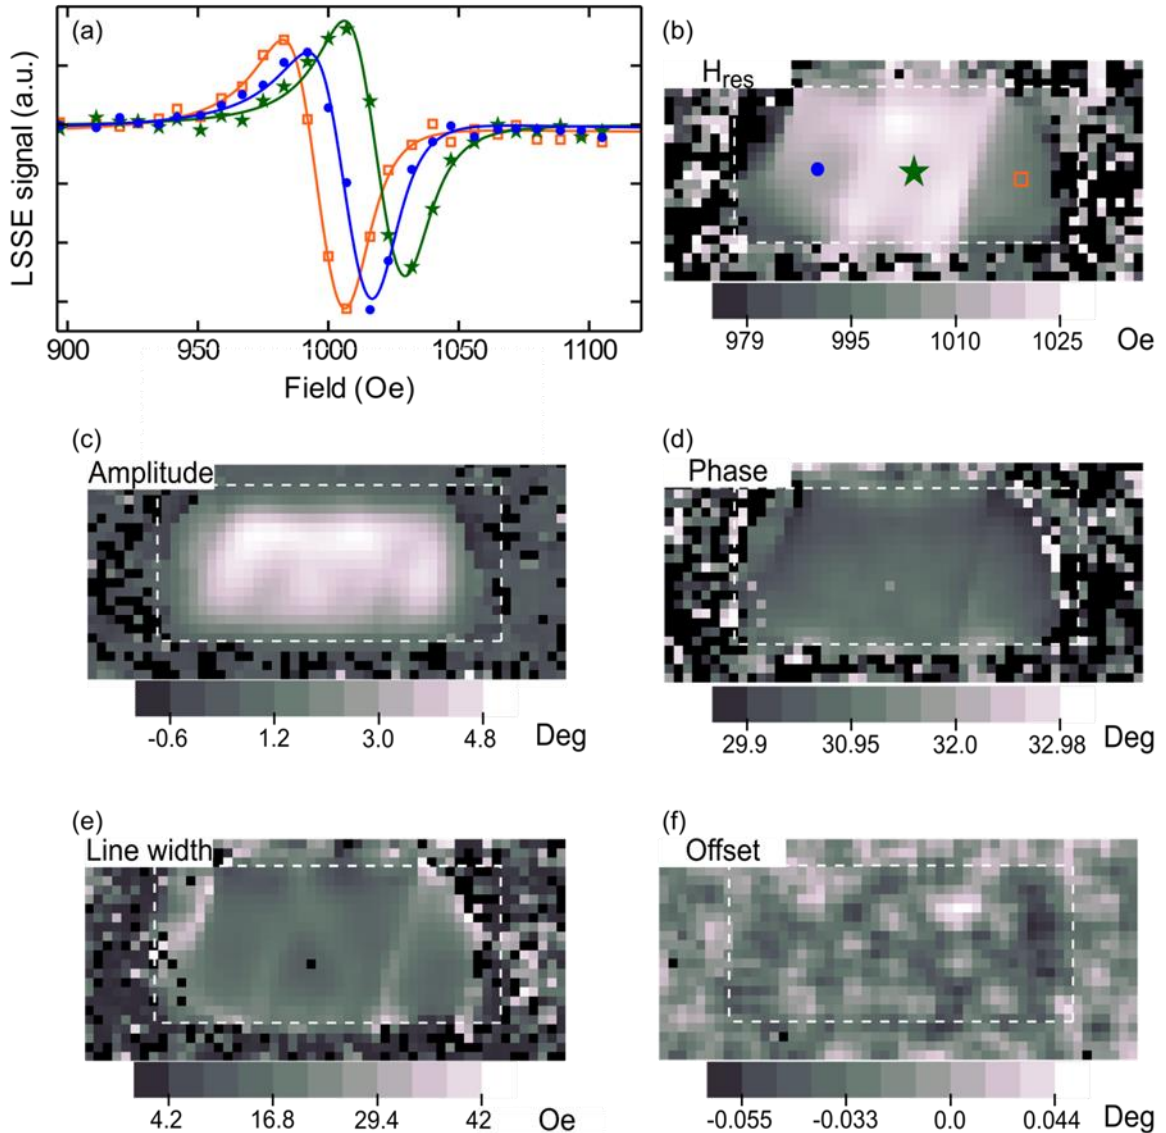 (a)
LSSE signal (a.u.)
900 950 1000 1050 1100
Field (Oe)
(b)
Hres
979 995 1010 1025 Oe
(c)
Amplitude
-0.6 1.2 3.0 4.8 Deg
(d)
Phase
29.9 30.95 32.0 32.98 Deg
(e)
Line width
4.2 16.8 29.4 42 Oe
(f)
Offset
-0.055 -0.033 0.0 0.044 Deg